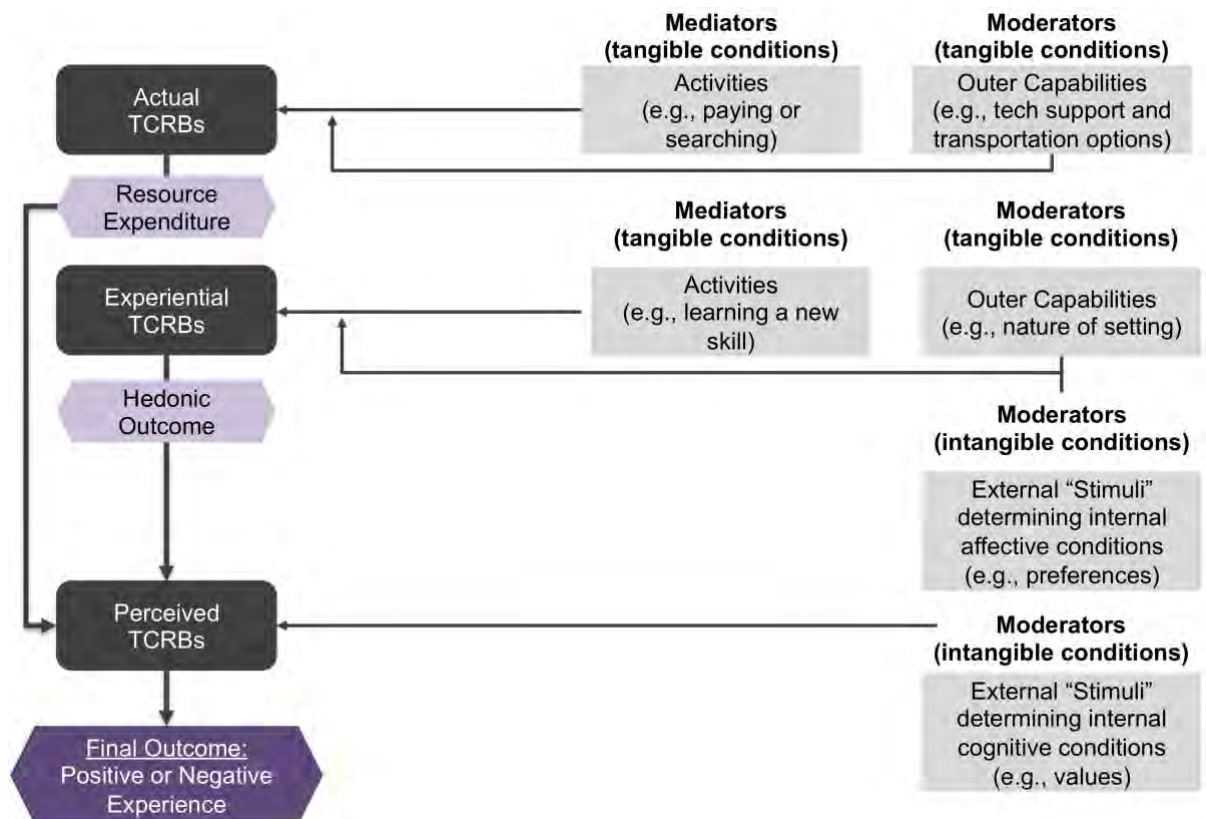 Mediators
(tangible conditions)
Moderators
(tangible conditions)
Actual
TCRBs
Activities
(e.g., paying or
searching)
Outer Capabilities
(e.g., tech support and
transportation options)
Resource
Expenditure
Mediators
(tangible conditions)
Moderators
(tangible conditions)
Experiential
TCRBs
Activities
(e.g., learning a new
skill)
Outer Capabilities
(e.g., nature of setting)
Hedonic
Outcome
Moderators
(intangible conditions)
External “Stimuli”
determining internal
affective conditions
(e.g., preferences)
Perceived
TCRBs
Moderators
(intangible conditions)
External “Stimuli”
determining internal
cognitive conditions
(e.g., values)
Final Outcome:
Positive or Negative
Experience